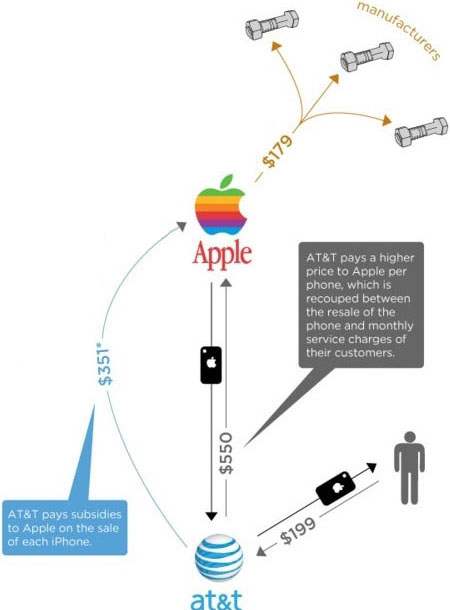 manufacturers
$179
Apple
AT&T pays a higher
price to Apple per
phone, which is
recouped between
the resale of the
phone and monthly
service charges of
their customers.
$351*
$550
AT&T pays subsidies
to Apple on the sale
of each iPhone.
$199
at&t